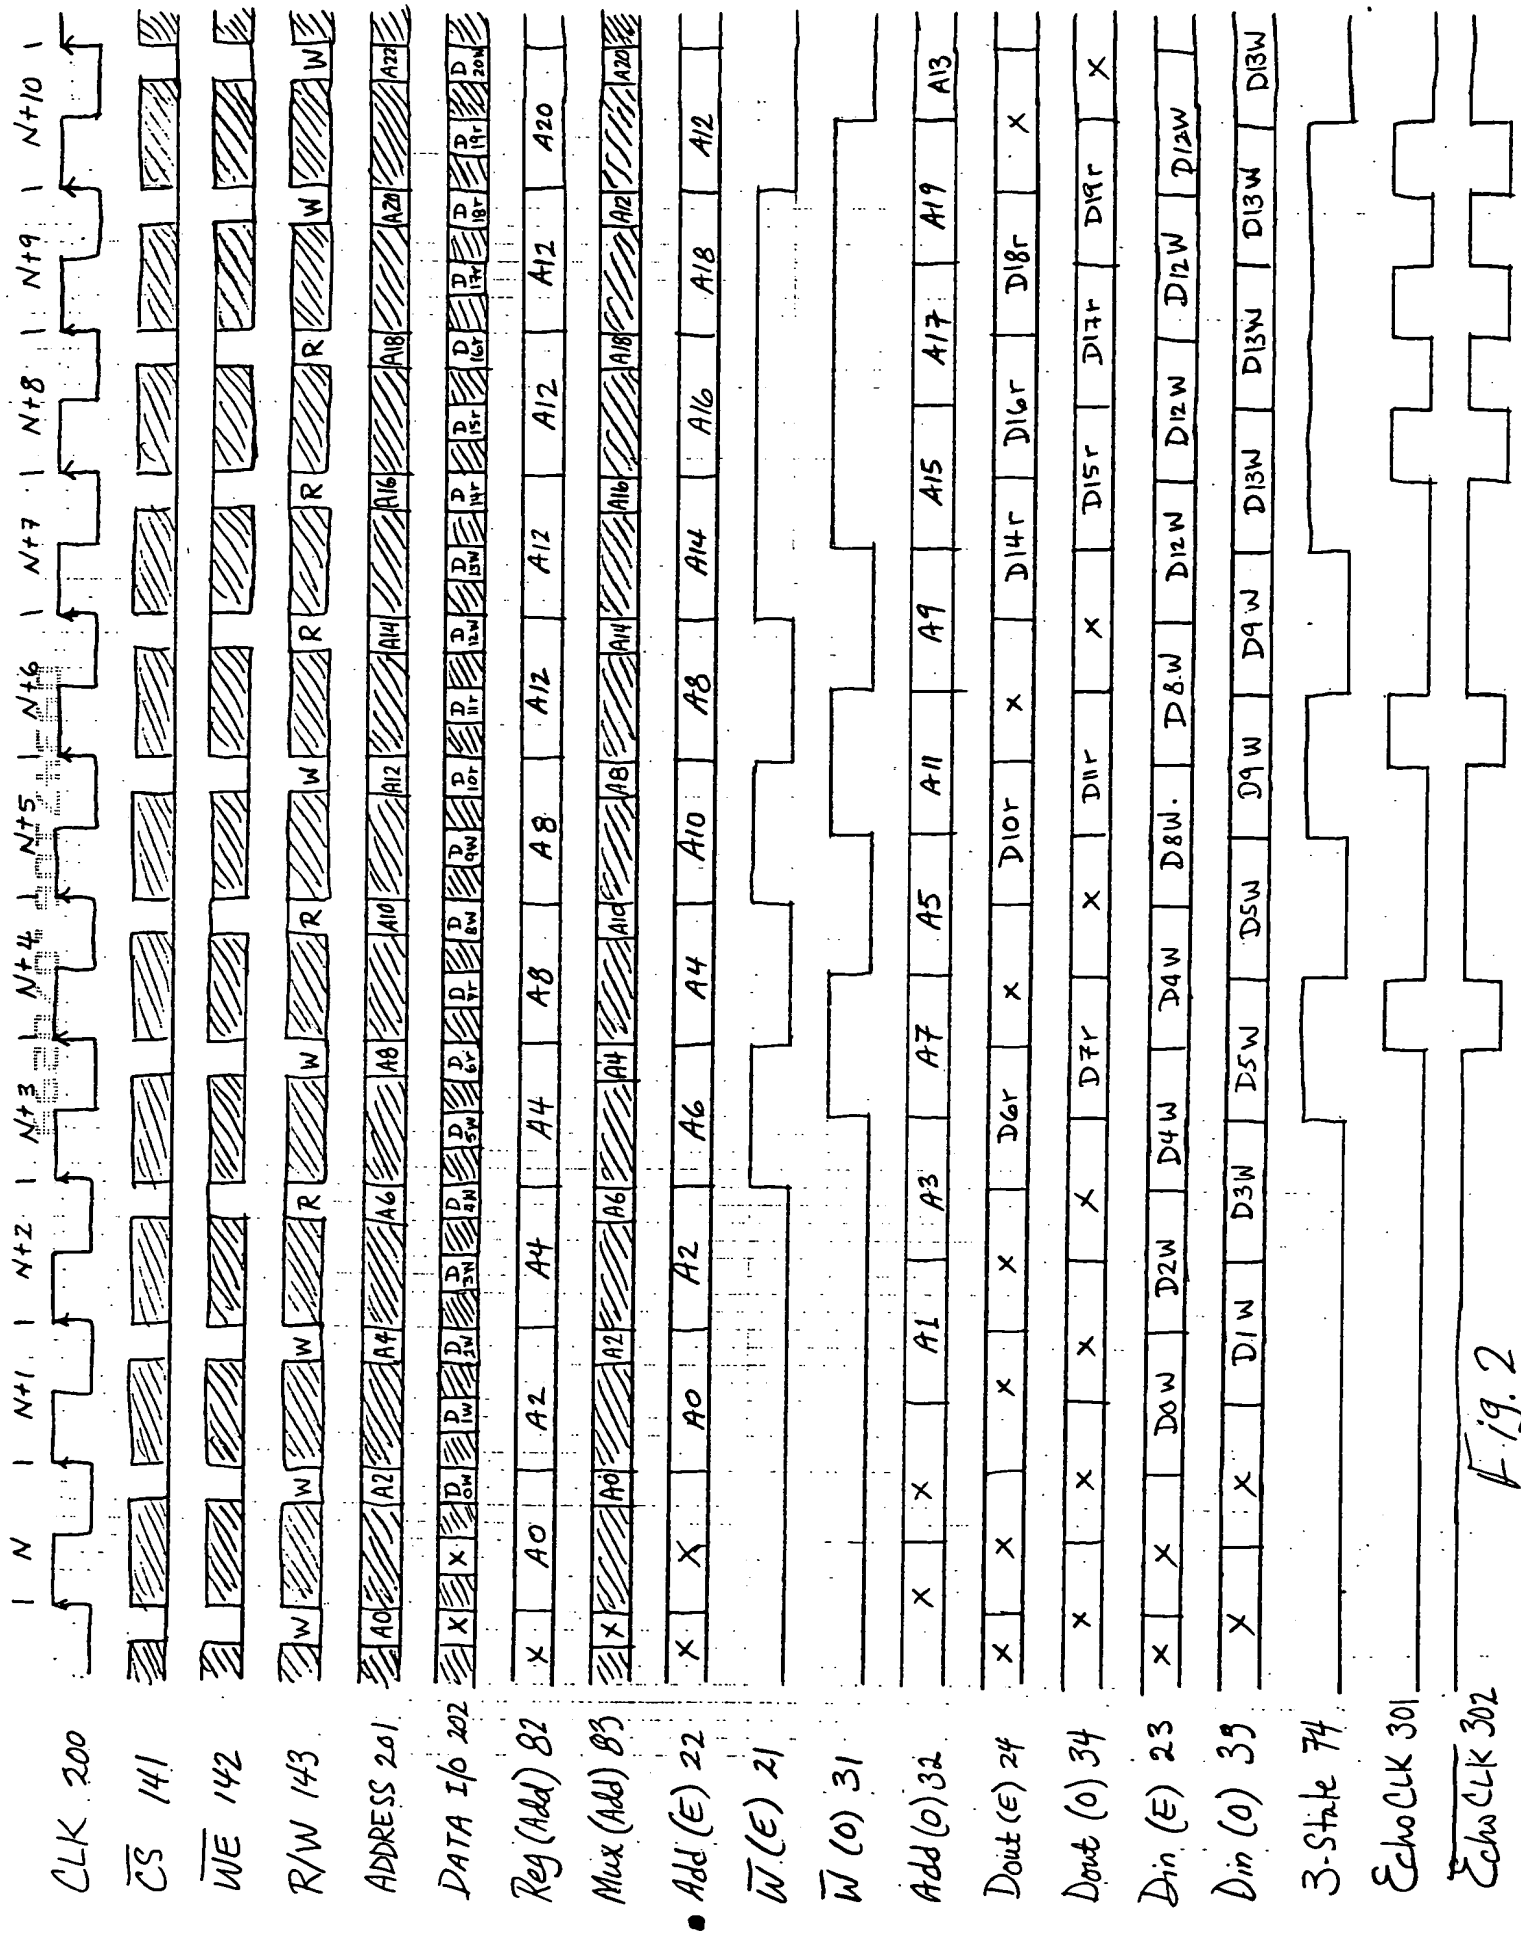 N N+1 N+2 N+3 N+4 N+5 N+6 N+7 N+8 N+9 N+10
CLK 200
CS 141
WE 142
R/W 143 W W W R W R W R R R W W
ADDRESS 201 A0 A2 A4 A6 A8 A10 A12 A14 A16 A18 A20 A22
DATA I/O 202 X X D0W D1W D2W D3W D4W D5W D6r D7r D8W D9W D10r D11r D12W D13W D14r D15r D16r D17r D18r D19r D20W
Reg (Add) 82 X A0 A2 A4 A4 A8 A8 A12 A12 A12 A12 A12 A20
Mux (Add) 83 X A0 A2 A6 A4 A10 A8 A14 A16 A18 A12 A20
Add (E) 22 X X A0 A2 A6 A4 A10 A8 A14 A16 A18 A12
W (E) 21
W (O) 31
Add (O) 32 X X A1 A3 A7 A5 A11 A9 A15 A17 A19 A13
Dout (E) 24 X X X X X D6r X D10r X D14r D16r D18r X
Dout (O) 34 X X X X D7r X D11r X D15r D17r D19r X
Din (E) 23 X X D0W D2W D4W D4W D8W D8W D12W D12W D12W D12W
Din (O) 33 X X D1W D3W D5W D5W D9W D9W D13W D13W D13W D13W
3-State 74
Echo CLK 301
Echo CLK 302
Fig. 2